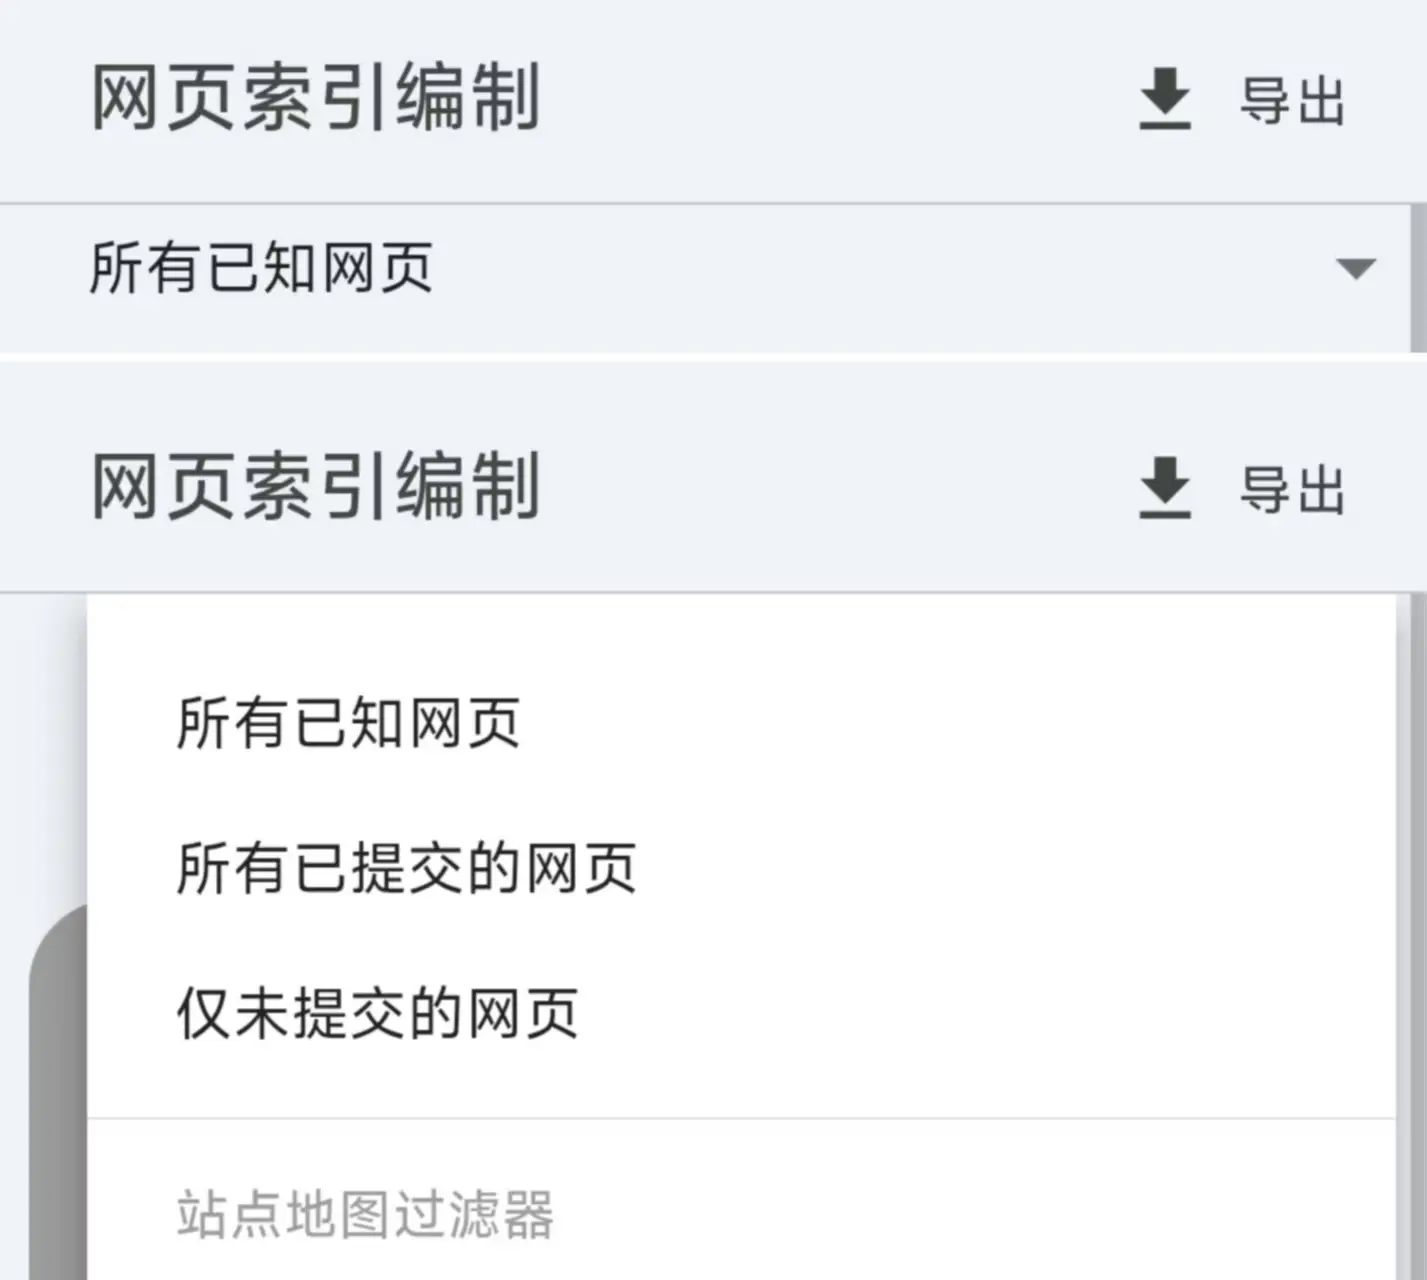 网页索引编制
导出
所有已知网页
网页索引编制
导出
所有已知网页
所有已提交的网页
仅未提交的网页
站点地图过滤器